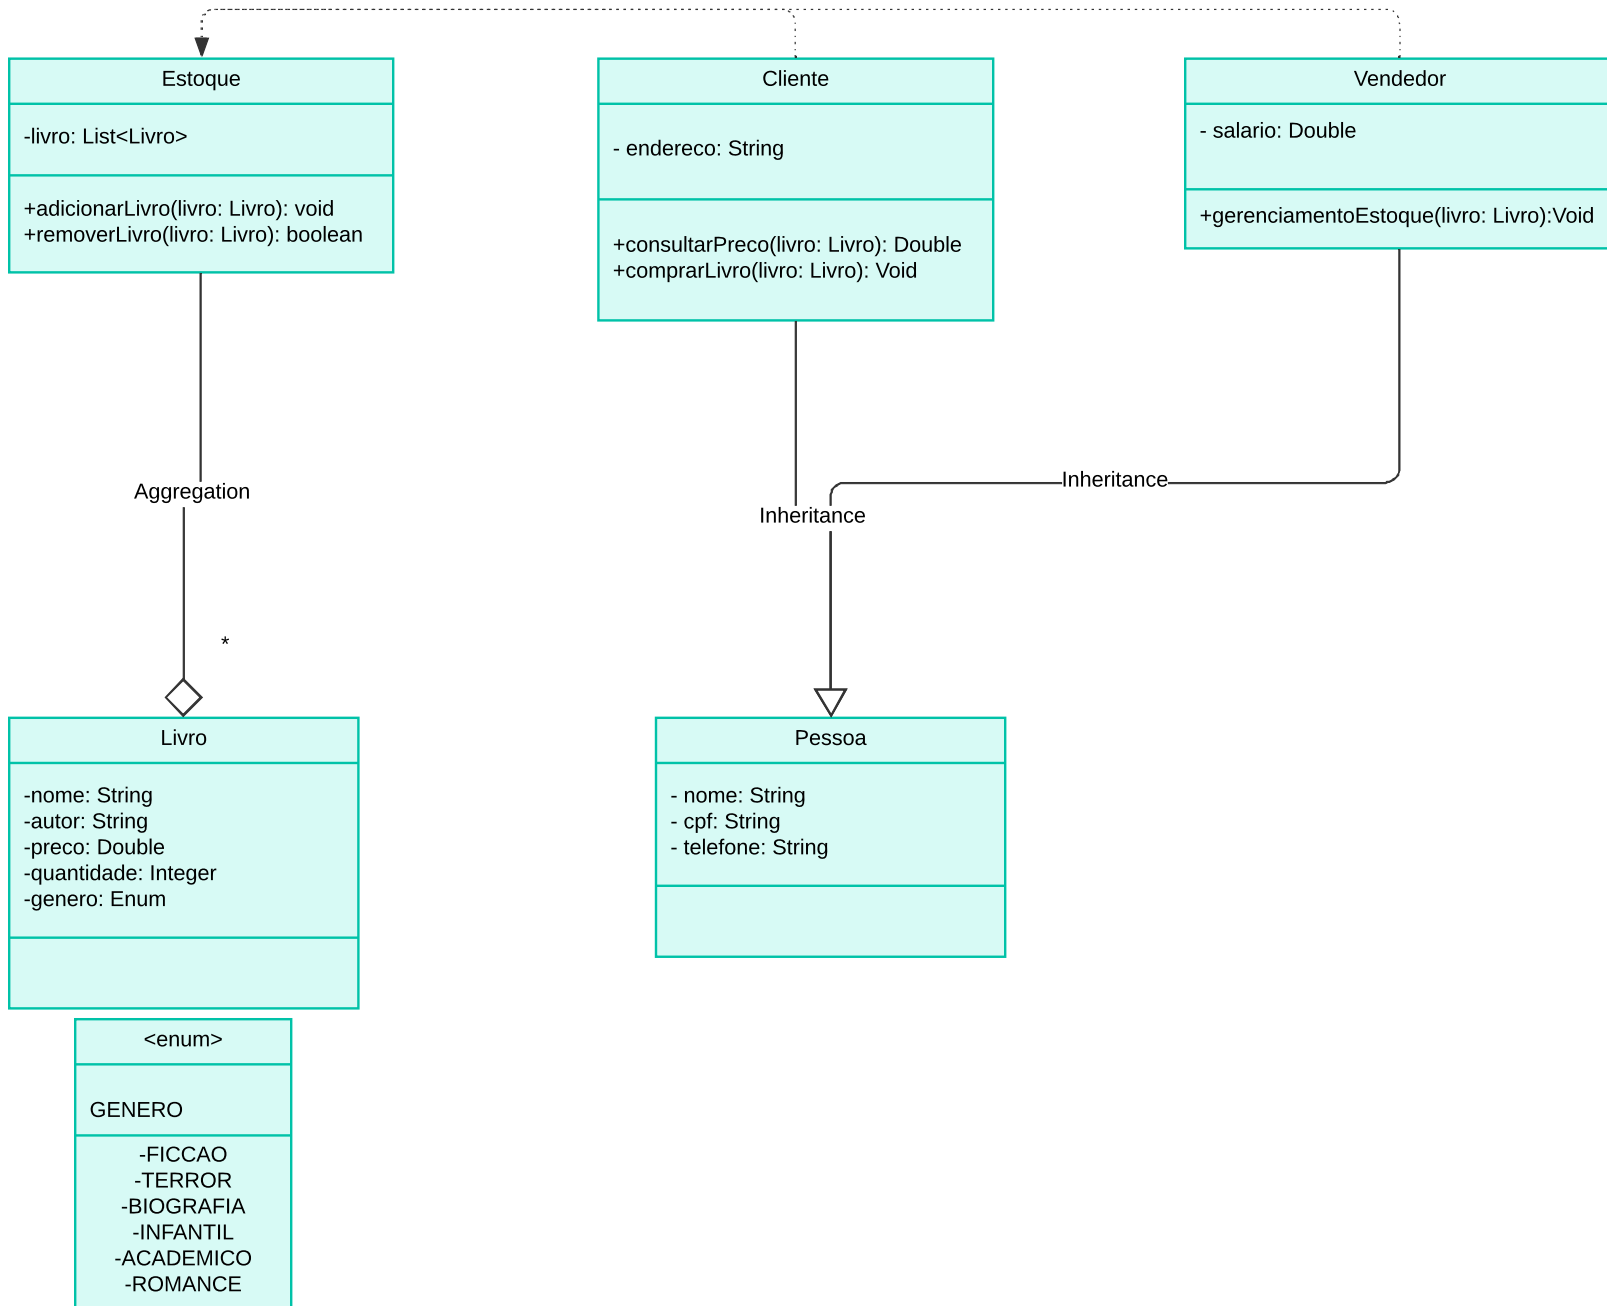 Estoque
-livro: List<Livro>
+adicionarLivro(livro: Livro): void
+removerLivro(livro: Livro): boolean
Cliente
- endereco: String
+consultarPreco(livro: Livro): Double
+comprarLivro(livro: Livro): Void
Vendedor
- salario: Double
+gerenciamentoEstoque(livro: Livro):Void
Aggregation
*
Inheritance
Inheritance
Livro
-nome: String
-autor: String
-preco: Double
-quantidade: Integer
-genero: Enum
Pessoa
- nome: String
- cpf: String
- telefone: String
<enum>
GENERO
-FICCAO
-TERROR
-BIOGRAFIA
-INFANTIL
-ACADEMICO
-ROMANCE